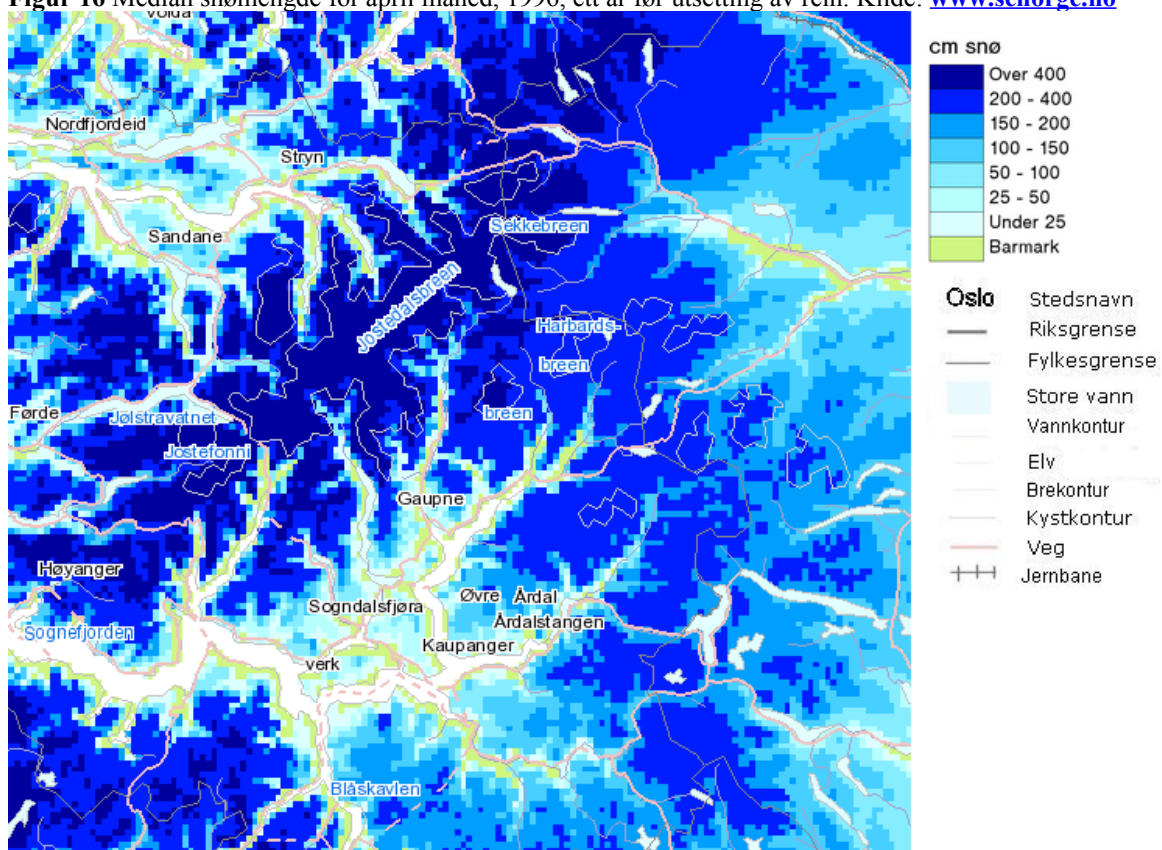 Figur 16 Median snømengde for april måned, 1996, ett år før utsetting av rein. Kilde: www.senorge.no
Volda
Nordfjordeid
Stryn
Sekkebreen
Sandane
Jostedalsbreen
Harbards-
breen
Førde
Jølstravatnet
breen
Jostefonni
Gaupne
Høyanger
Sogndalsfjøra
Øvre Årdal
Årdalstangen
Sognefjorden
Kaupanger
verk
Blåskavlen
cm snø
Over 400
200 - 400
150 - 200
100 - 150
50 - 100
25 - 50
Under 25
Barmark
Oslo Stedsnavn
Riksgrense
Fylkesgrense
Store vann
Vannkontur
Elv
Brekontur
Kystkontur
Veg
Jernbane